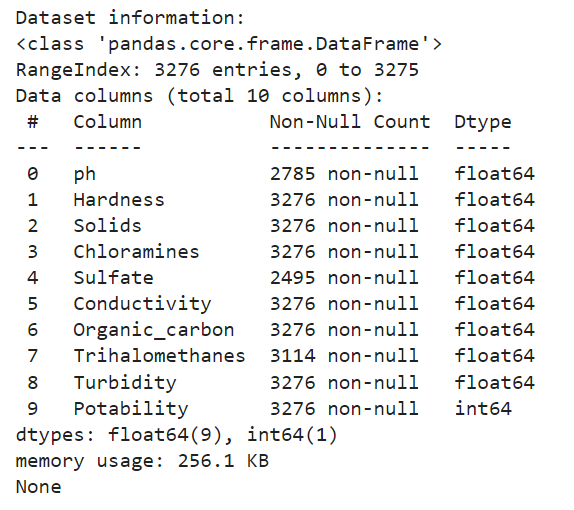 Dataset information:
<class 'pandas.core.frame.DataFrame'>
RangeIndex: 3276 entries, 0 to 3275
Data columns (total 10 columns):
 #   Column           Non-Null Count  Dtype
---  ------           --------------  -----
 0   ph               2785 non-null   float64
 1   Hardness         3276 non-null   float64
 2   Solids           3276 non-null   float64
 3   Chloramines      3276 non-null   float64
 4   Sulfate          2495 non-null   float64
 5   Conductivity     3276 non-null   float64
 6   Organic_carbon   3276 non-null   float64
 7   Trihalomethanes  3114 non-null   float64
 8   Turbidity        3276 non-null   float64
 9   Potability       3276 non-null   int64
dtypes: float64(9), int64(1)
memory usage: 256.1 KB
None